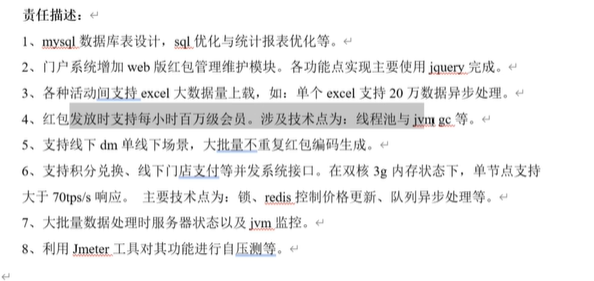 责任描述：
1、mysql 数据库表设计，sql 优化与统计报表优化等。
2、门户系统增加 web 版红包管理维护模块。各功能点实现主要使用 jquery 完成。
3、各种活动间支持 excel 大数据量上载，如：单个 excel 支持 20 万数据异步处理。
4、红包发放时支持每小时百万级会员。涉及技术点为：线程池与 jvm gc 等。
5、支持线下 dm 单线下场景，大批量不重复红包编码生成。
6、支持积分兑换、线下门店支付等并发系统接口。在双核 3g 内存状态下，单节点支持
大于 70tps/s 响应。 主要技术点为：锁、redis 控制价格更新、队列异步处理等。
7、大批量数据处理时服务器状态以及 jvm 监控。
8、利用 Jmeter 工具对其功能进行自压测等。